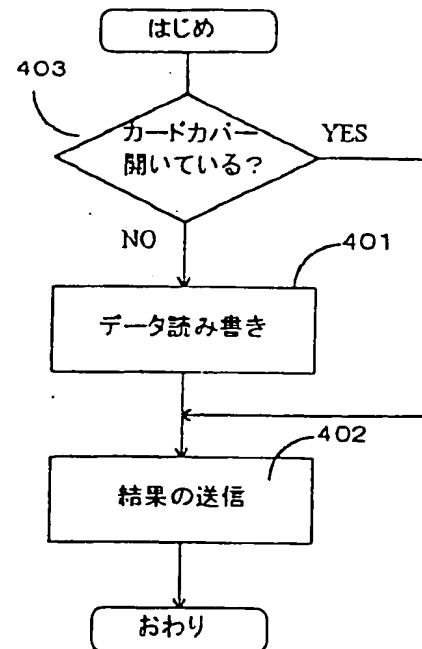 はじめ
403
カードカバー
開いている?
YES
NO
401
データ読み書き
402
結果の送信
おわり